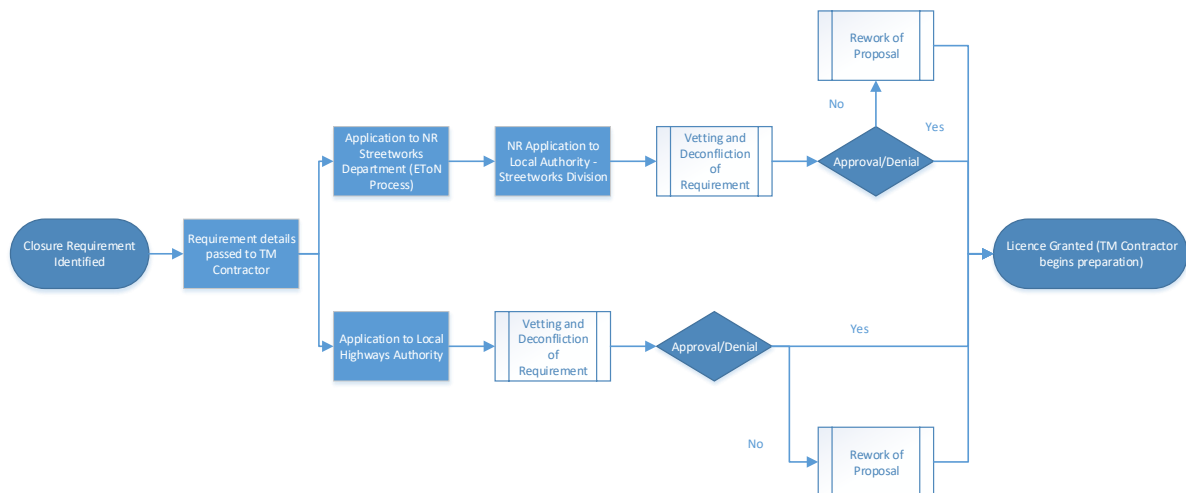 Rework of
Proposal
No
Yes
Application to NR
Streetworks
Department (EToN
Process)
NR Application to
Local Authority -
Streetworks Division
Vetting and
Deconfliction of
Requirement
Approval/Denial
Closure Requirement
Identified
Requirement details
passed to TM
Contractor
Licence Granted (TM Contractor
begins preparation)
Application to Local
Highways Authority
Vetting and
Deconfliction
of
Requirement
Approval/Denial
Yes
No
Rework of
Proposal